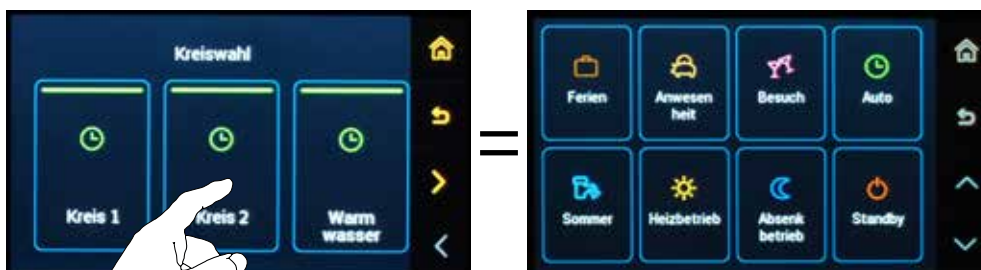 Kreiswahl
Kreis 1
Kreis 2
Warm
wasser
=
Ferien
Anwesen
heit
Besuch
Auto
Sommer
Heizbetrieb
Absenk
betrieb
Standby